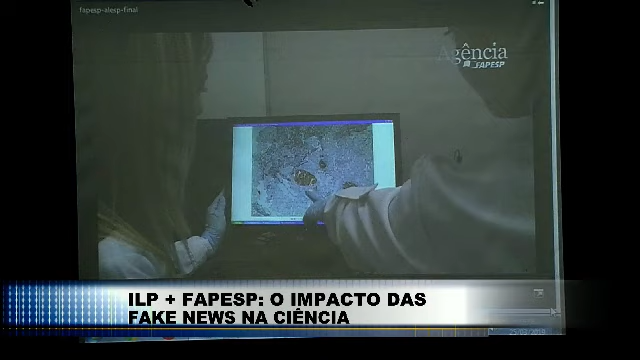 fapesp-alesp-final
Agência
FAPESP
ILP + FAPESP: O IMPACTO DAS
FAKE NEWS NA CIÊNCIA